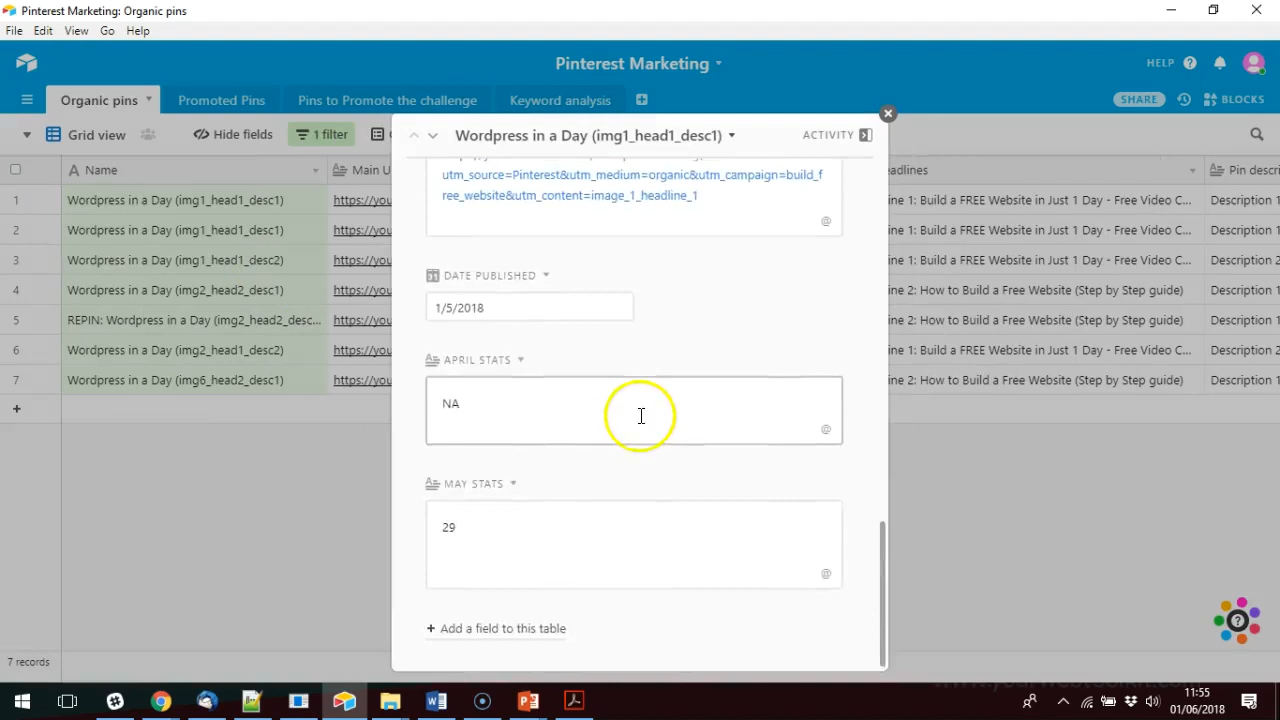 Pinterest Marketing: Organic pins
File Edit View Go Help
Pinterest Marketing
HELP
Organic pins Promoted Pins Pins to Promote the challenge Keyword analysis
SHARE BLOCKS
Grid view Hide fields 1 filter
Wordpress in a Day (img1_head1_desc1)
ACTIVITY
Name Main U
1 Wordpress in a Day (img1_head1_desc1) https://you
2 Wordpress in a Day (img1_head1_desc1) https://you
3 Wordpress in a Day (img1_head1_desc2) https://you
4 Wordpress in a Day (img2_head2_desc1) https://you
5 REPIN: Wordpress in a Day (img2_head2_desc... https://you
6 Wordpress in a Day (img2_head1_desc2) https://you
7 Wordpress in a Day (img6_head2_desc1) https://you
utm_source=Pinterest&utm_medium=organic&utm_campaign=build_f
ree_website&utm_content=image_1_headline_1
@
DATE PUBLISHED
1/5/2018
APRIL STATS
NA
@
MAY STATS
29
@
+ Add a field to this table
adlines Pin descri
ine 1: Build a FREE Website in Just 1 Day - Free Video C... Description 1
ine 1: Build a FREE Website in Just 1 Day - Free Video C... Description 1
ine 1: Build a FREE Website in Just 1 Day - Free Video C... Description 2
ine 2: How to Build a Free Website (Step by Step guide) Description 1
ine 2: How to Build a Free Website (Step by Step guide) Description 1
ine 1: Build a FREE Website in Just 1 Day - Free Video C... Description 2
ine 2: How to Build a Free Website (Step by Step guide) Description 1
7 records
11:55
01/06/2018